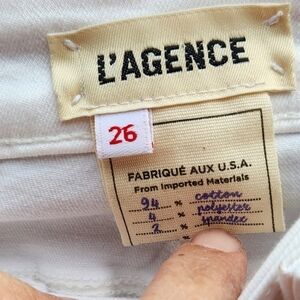 L'AGENCE
26
FABRIQUÉ AUX U.S.A.
From Imported Materials
94 % cotton
4 % polyester
2 % spandex